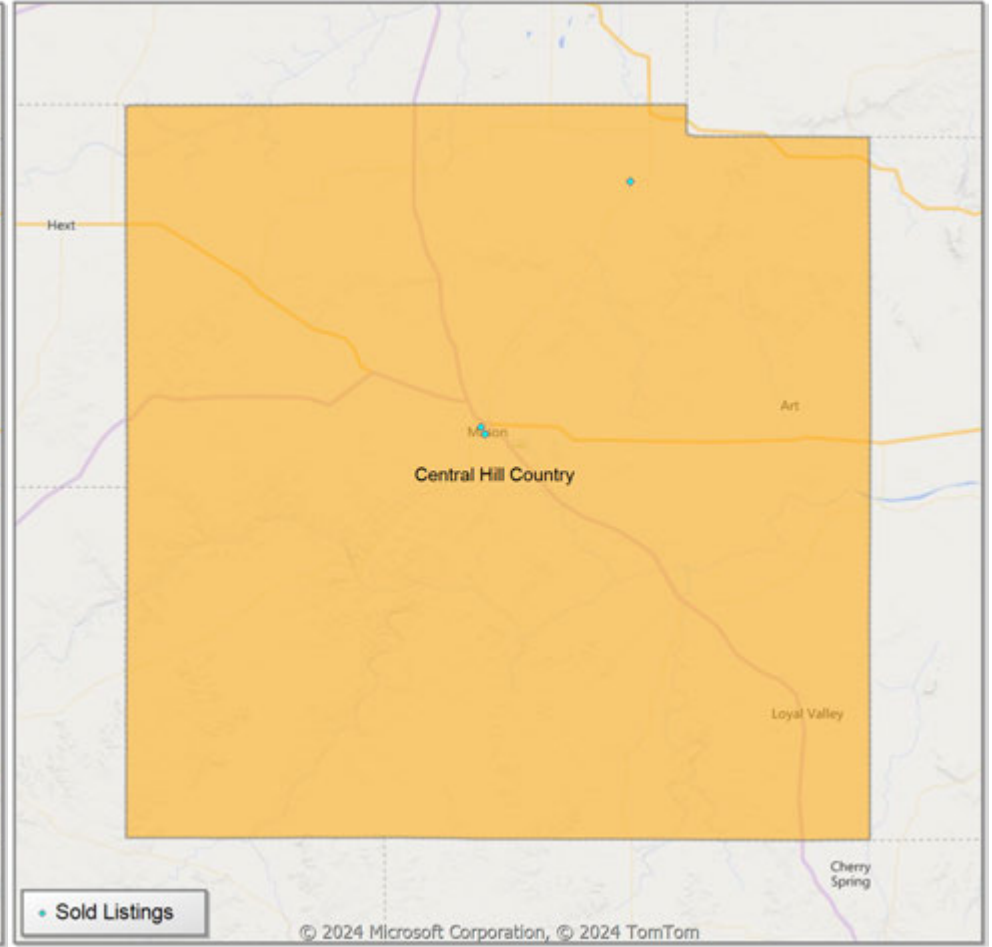 Hext
Art
Mason
Central Hill Country
Loyal Valley
Cherry
Spring
Sold Listings
© 2024 Microsoft Corporation, © 2024 TomTom